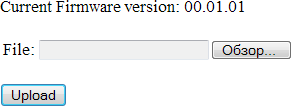 Current Firmware version: 00.01.01
File: Обзор...
Upload